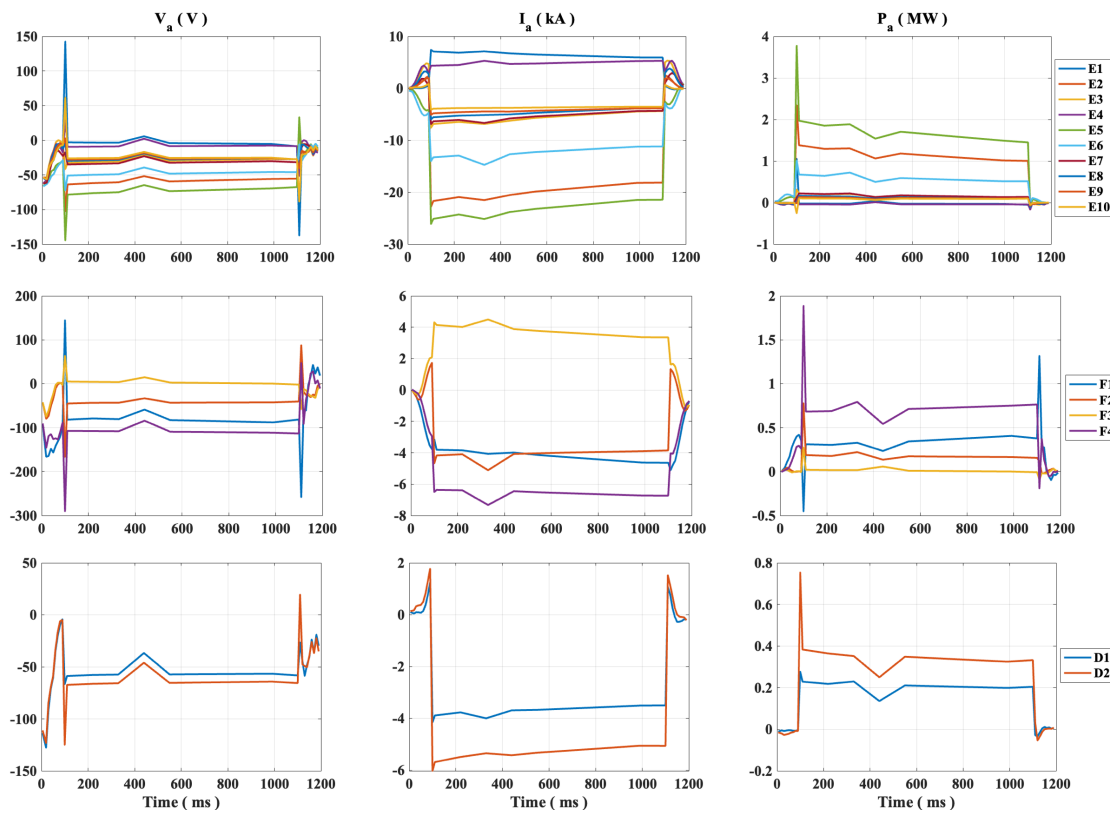 V_a ( V )
I_a ( kA )
P_a ( MW )
150
100
50
0
-50
-100
-150
0 200 400 600 800 1000 1200
10
0
-10
-20
-30
0 200 400 600 800 1000 1200
4
3
2
1
0
-1
0 200 400 600 800 1000 1200
E1
E2
E3
E4
E5
E6
E7
E8
E9
E10
200
100
0
-100
-200
-300
0 200 400 600 800 1000 1200
6
4
2
0
-2
-4
-6
-8
0 200 400 600 800 1000 1200
2
1.5
1
0.5
0
-0.5
0 200 400 600 800 1000 1200
F1
F2
F3
F4
50
0
-50
-100
-150
0 200 400 600 800 1000 1200
Time ( ms )
2
0
-2
-4
-6
0 200 400 600 800 1000 1200
Time ( ms )
0.8
0.6
0.4
0.2
0
-0.2
0 200 400 600 800 1000 1200
Time ( ms )
D1
D2